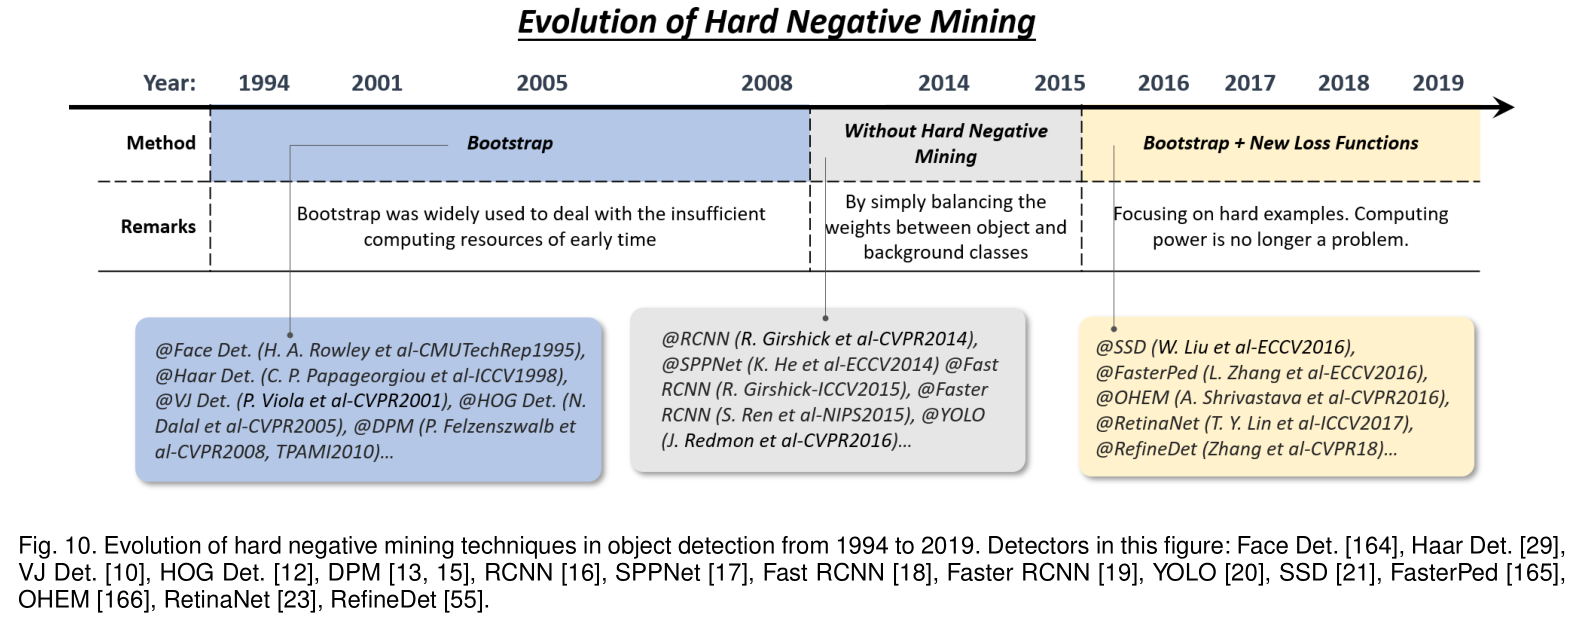 Evolution of Hard Negative Mining
Year: 1994 2001 2005 2008 2014 2015 2016 2017 2018 2019
Method
Bootstrap
Without Hard Negative
Mining
Bootstrap + New Loss Functions
Remarks
Bootstrap was widely used to deal with the insufficient
computing resources of early time
By simply balancing the
weights between object and
background classes
Focusing on hard examples. Computing
power is no longer a problem.
@Face Det. (H. A. Rowley et al-CMUTechRep1995),
@Haar Det. (C. P. Papageorgiou et al-ICCV1998),
@VJ Det. (P. Viola et al-CVPR2001), @HOG Det. (N.
Dalal et al-CVPR2005), @DPM (P. Felzenszwalb et
al-CVPR2008, TPAMI2010)...
@RCNN (R. Girshick et al-CVPR2014),
@SPPNet (K. He et al-ECCV2014) @Fast
RCNN (R. Girshick-ICCV2015), @Faster
RCNN (S. Ren et al-NIPS2015), @YOLO
(J. Redmon et al-CVPR2016)...
@SSD (W. Liu et al-ECCV2016),
@FasterPed (L. Zhang et al-ECCV2016),
@OHEM (A. Shrivastava et al-CVPR2016),
@RetinaNet (T. Y. Lin et al-ICCV2017),
@RefineDet (Zhang et al-CVPR18)...
Fig. 10. Evolution of hard negative mining techniques in object detection from 1994 to 2019. Detectors in this figure: Face Det. [164], Haar Det. [29],
VJ Det. [10], HOG Det. [12], DPM [13, 15], RCNN [16], SPPNet [17], Fast RCNN [18], Faster RCNN [19], YOLO [20], SSD [21], FasterPed [165],
OHEM [166], RetinaNet [23], RefineDet [55].